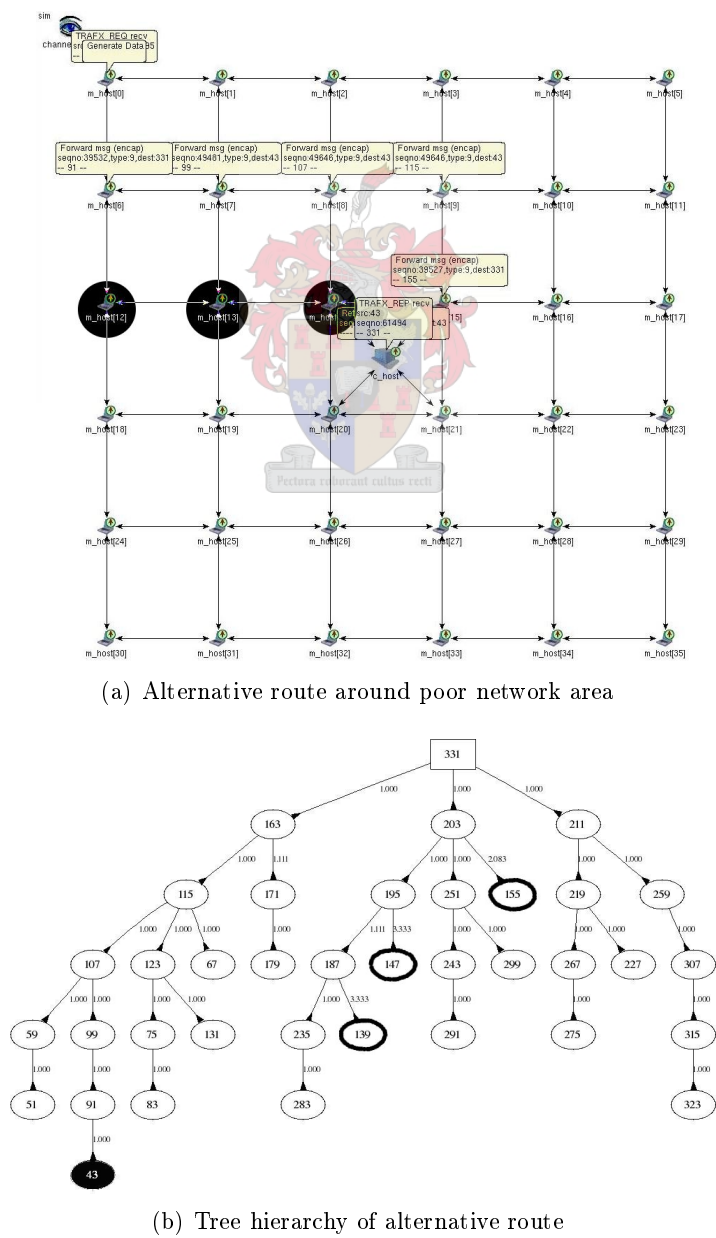 sim
TRAFX_REQ recv
channel
Generate Data
m_host[0] m_host[1] m_host[2] m_host[3] m_host[4] m_host[5]
Forward msg (encap) Forward msg (encap) Forward msg (encap) Forward msg (encap)
seqno:39532,type:9,dest:331 seqno:49481,type:9,dest:43 seqno:49646,type:9,dest:43 seqno:49646,type:9,dest:43
-- 91 -- -- 99 -- -- 107 -- -- 115 --
m_host[6] m_host[7] m_host[8] m_host[9] m_host[10] m_host[11]
Forward msg (encap)
seqno:39527,type:9,dest:331
-- 155 --
TRAFX_REP recv
src:43
seqno:61494
-- 331 --
m_host[12] m_host[13] m_host[16] m_host[17]
c_host
m_host[18] m_host[19] m_host[20] m_host[21] m_host[22] m_host[23]
Pectora roborant cultus recti
m_host[24] m_host[25] m_host[26] m_host[27] m_host[28] m_host[29]
m_host[30] m_host[31] m_host[32] m_host[33] m_host[34] m_host[35]
(a) Alternative route around poor network area
331
1.000 1.000 1.000
163 203 211
1.000 1.111 1.000 1.000 2.083 1.000 1.000
115 171 195 251 155 219 259
1.000 1.000 1.000 1.000 1.111 3.333 1.000 1.000 1.000 1.000 1.000
107 123 67 179 187 147 243 299 267 227 307
1.000 1.000 1.000 1.000 1.000 3.333 1.000 1.000 1.000
59 99 75 131 235 139 291 275 315
1.000 1.000 1.000 1.000 1.000
51 91 83 283 323
1.000
43
(b) Tree hierarchy of alternative route